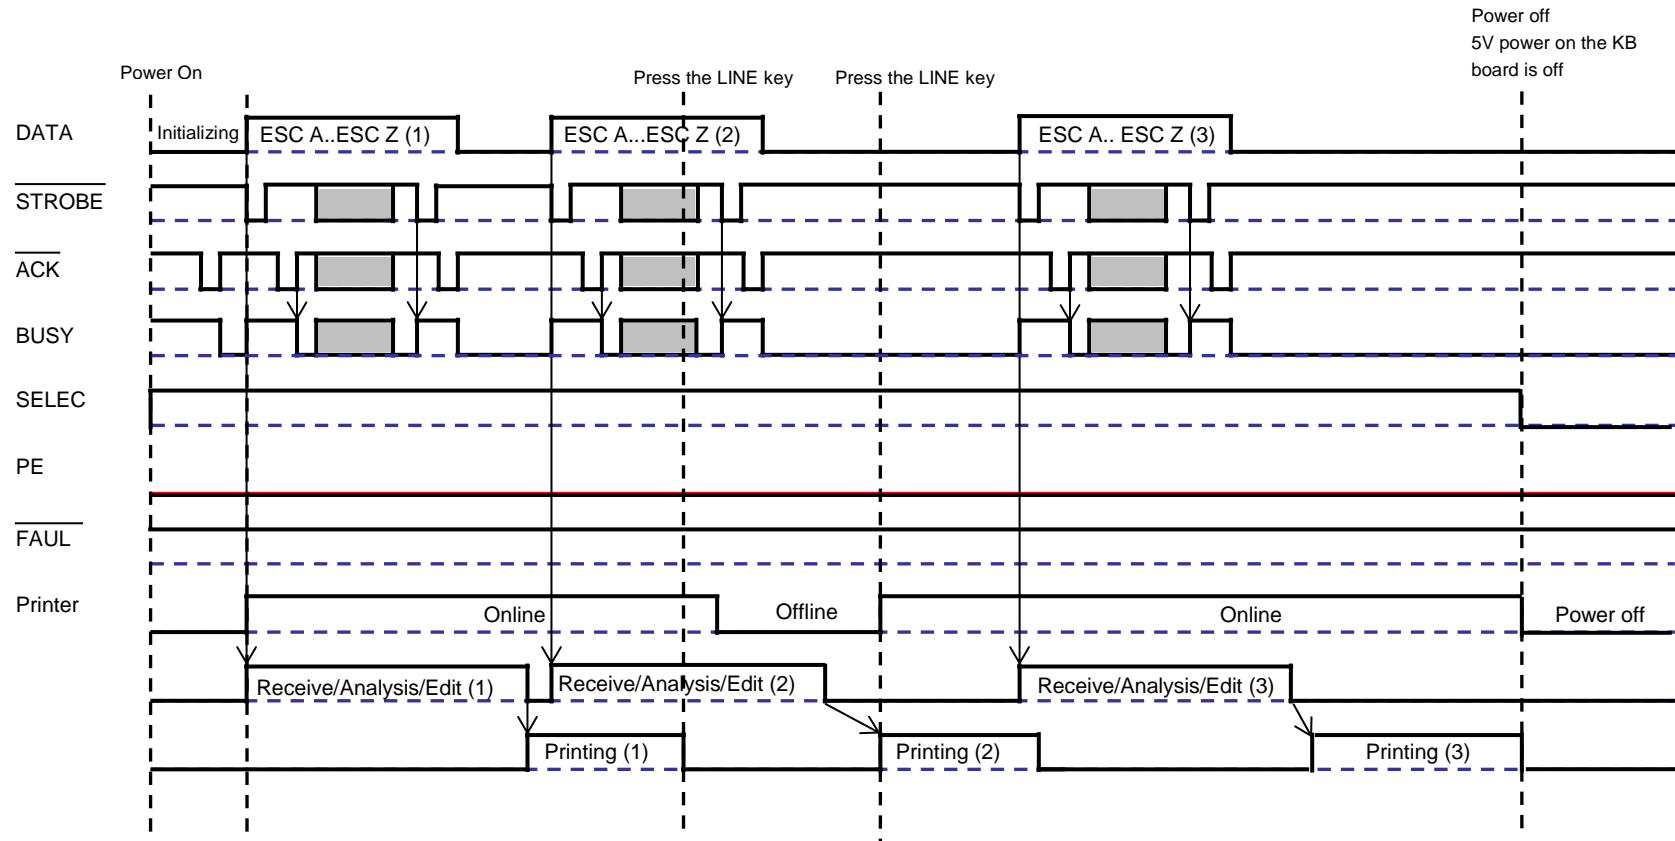 Power off
5V power on the KB
board is off
Power On
Press the LINE key
Press the LINE key
DATA
Initializing
ESC A..ESC Z (1)
ESC A...ESC Z (2)
ESC A.. ESC Z (3)
STROBE
ACK
BUSY
SELEC
PE
FAUL
Printer
Online
Offline
Online
Power off
Receive/Analysis/Edit (1)
Receive/Analysis/Edit (2)
Receive/Analysis/Edit (3)
Printing (1)
Printing (2)
Printing (3)